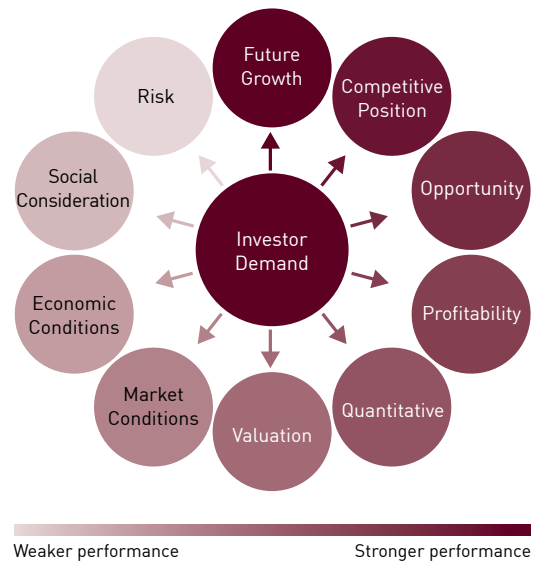 Future
Growth
Competitive
Position
Opportunity
Profitability
Quantitative
Valuation
Market
Conditions
Economic
Conditions
Social
Consideration
Risk
Investor
Demand
Weaker performance
Stronger performance